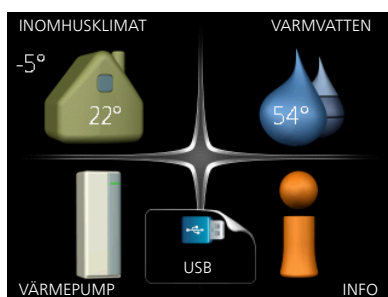 INOMHUSKLIMAT
VARMVATTEN
-5°
22°
54°
USB
VÄRMEPUMP
INFO